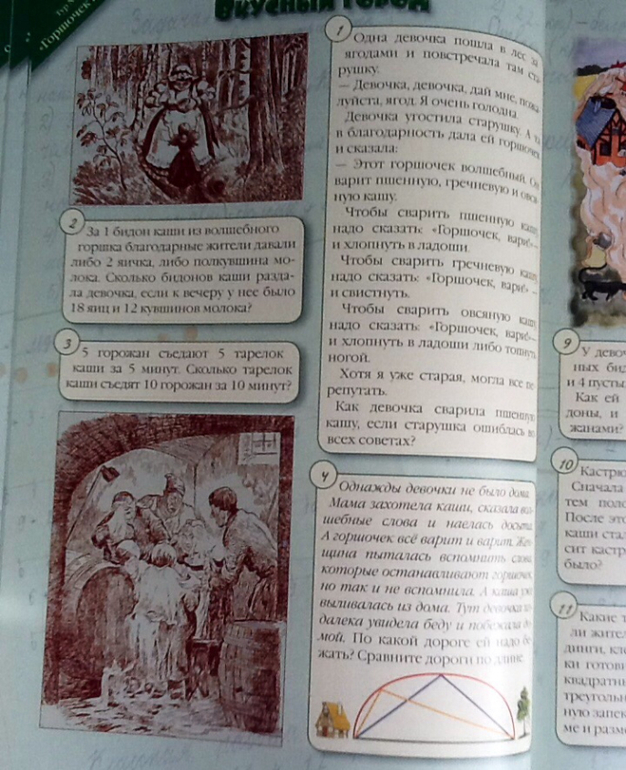 «Горшочек
ВКУСНЫЙ ГОРОД
1
Одна девочка пошла в лес за
ягодами и повстречала там ста
рушку.
— Девочка, девочка, дай мне, пожа
луйста, ягод. Я очень голодна.
Девочка угостила старушку. А та
в благодарность дала ей горшочек
и сказала:
— Этот горшочек волшебный. Он
варит пшенную, гречневую и овся
ную кашу.
Чтобы сварить пшенную кашу,
надо сказать: «Горшочек, вари!» —
и хлопнуть в ладоши.
Чтобы сварить гречневую кашу,
надо сказать: «Горшочек, вари!» —
и свистнуть.
Чтобы сварить овсяную кашу,
надо сказать: «Горшочек, вари!» —
и хлопнуть в ладоши либо топнуть
ногой.
Хотя я уже старая, могла все пе-
репутать.
Как девочка сварила пшенную
кашу, если старушка ошиблась во
всех советах?
2
За 1 бидон каши из волшебного
горшка благодарные жители давали
либо 2 яичка, либо полкувшина мо-
лока. Сколько бидонов каши разда-
ла девочка, если к вечеру у нее было
18 яиц и 12 кувшинов молока?
3
5 горожан съедают 5 тарелок
каши за 5 минут. Сколько тарелок
каши съедят 10 горожан за 10 минут?
4
Однажды девочки не было дома.
Мама захотела каши, сказала вол
шебные слова и наелась досыта.
А горшочек всё варит и варит. Жен
щина пыталась вспомнить слова,
которые останавливают горшочек,
но так и не вспомнила. А каша уже
выливалась из дома. Тут девочка из
далека увидела беду и побежала до
мой. По какой дороге ей надо бе
жать? Сравните дороги по длине.
9
У девоч
ных бид
и 4 пусты
Как ей
доны, и
жанами?
10
Кастрю
Сначала
тем поло
После это
каши стал
сит кастр
было?
11
Какие т
ли жител
динги, кле
ки готови
квадратны
треугольн
ную запек
ме и разме